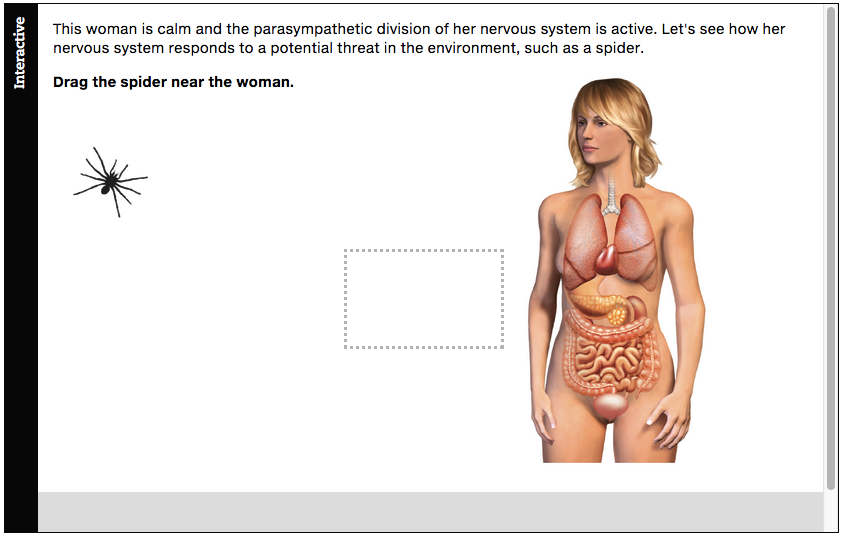 Interactive
This woman is calm and the parasympathetic division of her nervous system is active. Let's see how her
nervous system responds to a potential threat in the environment, such as a spider.
Drag the spider near the woman.